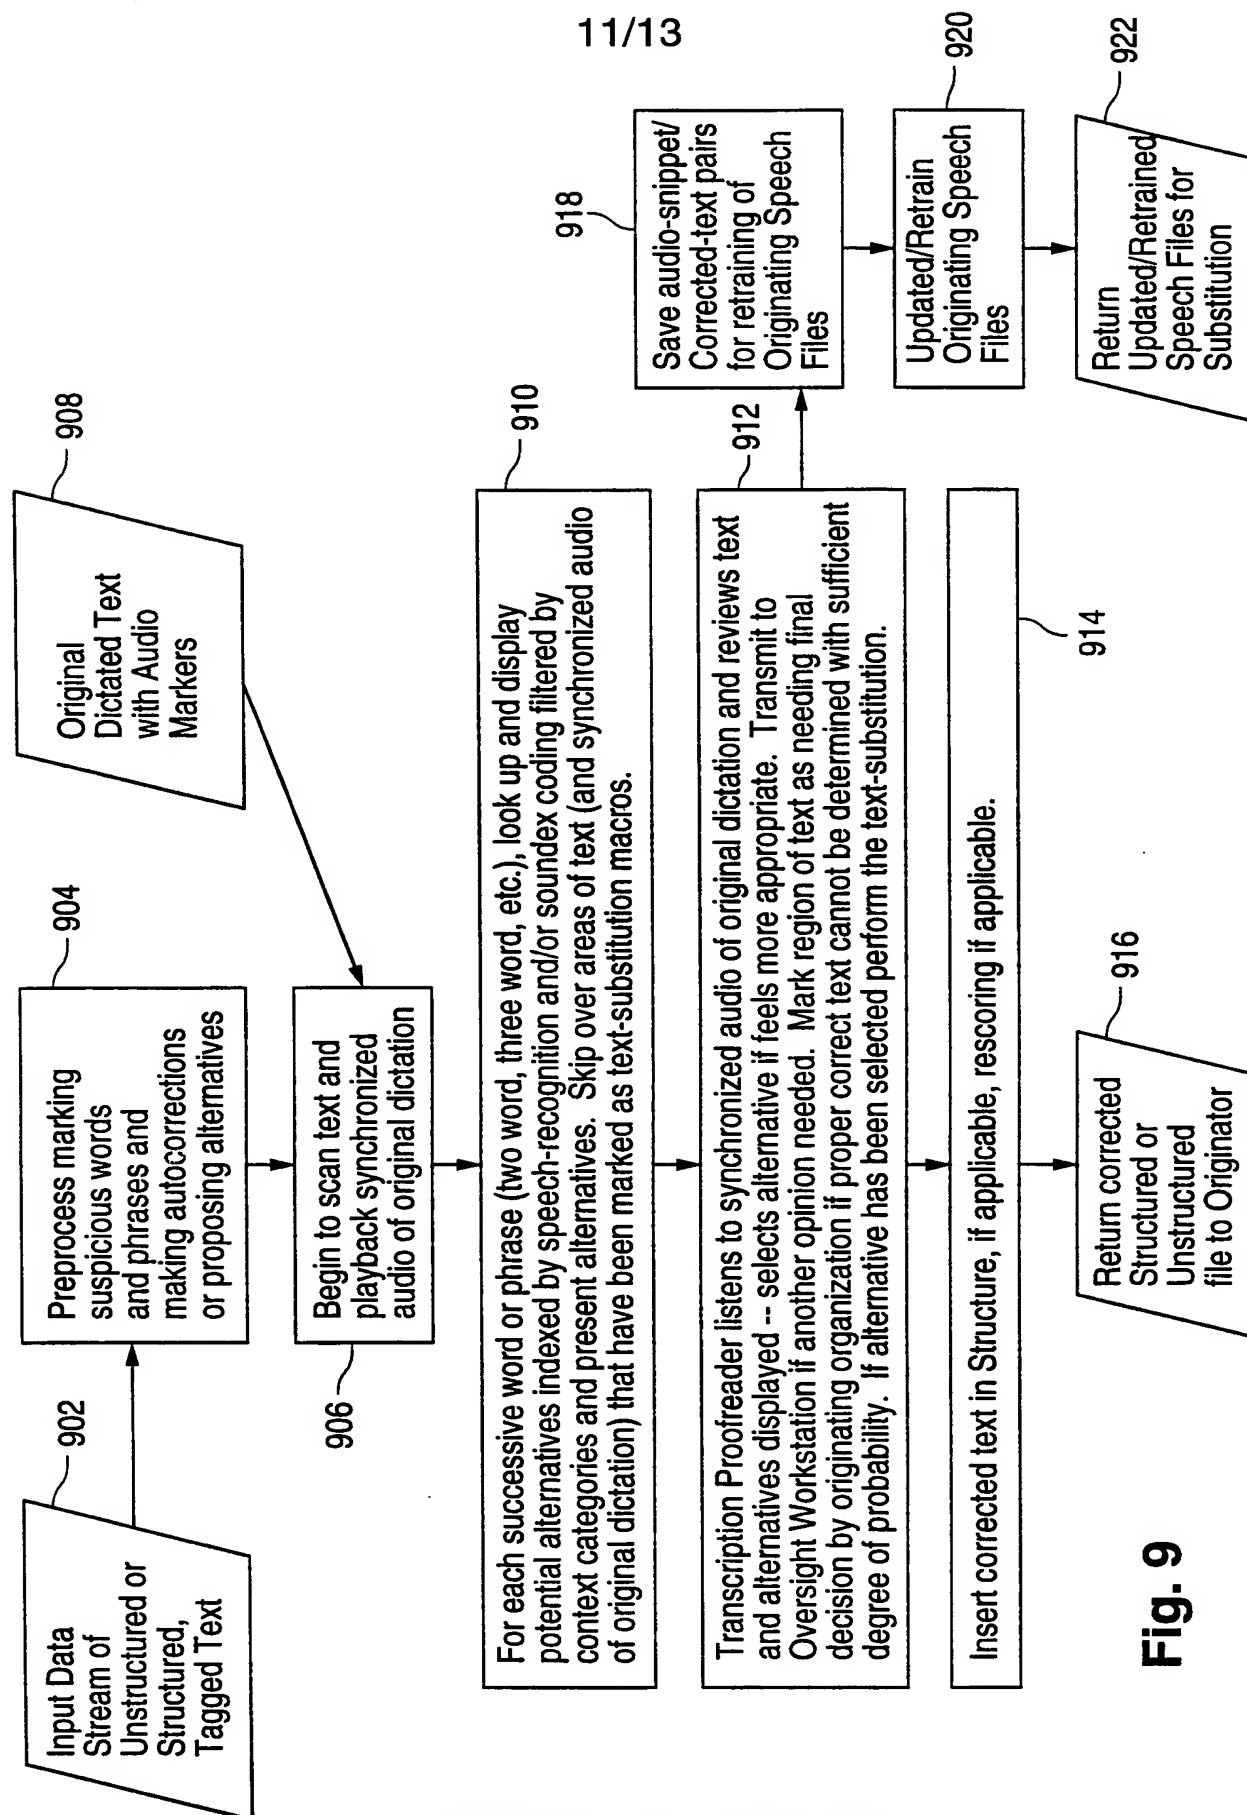 11/13
902
Input Data
Stream of
Unstructured or
Structured,
Tagged Text
904
Preprocess marking
suspicious words
and phrases and
making autocorrections
or proposing alternatives
908
Original
Dictated Text
with Audio
Markers
906
Begin to scan text and
playback synchronized
audio of original dictation
910
For each successive word or phrase (two word, three word, etc.), look up and display
potential alternatives indexed by speech-recognition and/or soundex coding filtered by
context categories and present alternatives. Skip over areas of text (and synchronized audio
of original dictation) that have been marked as text-substitution macros.
912
Transcription Proofreader listens to synchronized audio of original dictation and reviews text
and alternatives displayed -- selects alternative if feels more appropriate. Transmit to
Oversight Workstation if another opinion needed. Mark region of text as needing final
decision by originating organization if proper correct text cannot be determined with sufficient
degree of probability. If alternative has been selected perform the text-substitution.
914
Insert corrected text in Structure, if applicable, rescoring if applicable.
916
Return corrected
Structured or
Unstructured
file to Originator
918
Save audio-snippet/
Corrected-text pairs
for retraining of
Originating Speech
Files
920
Updated/Retrain
Originating Speech
Files
922
Return
Updated/Retrained
Speech Files for
Substitution
Fig. 9